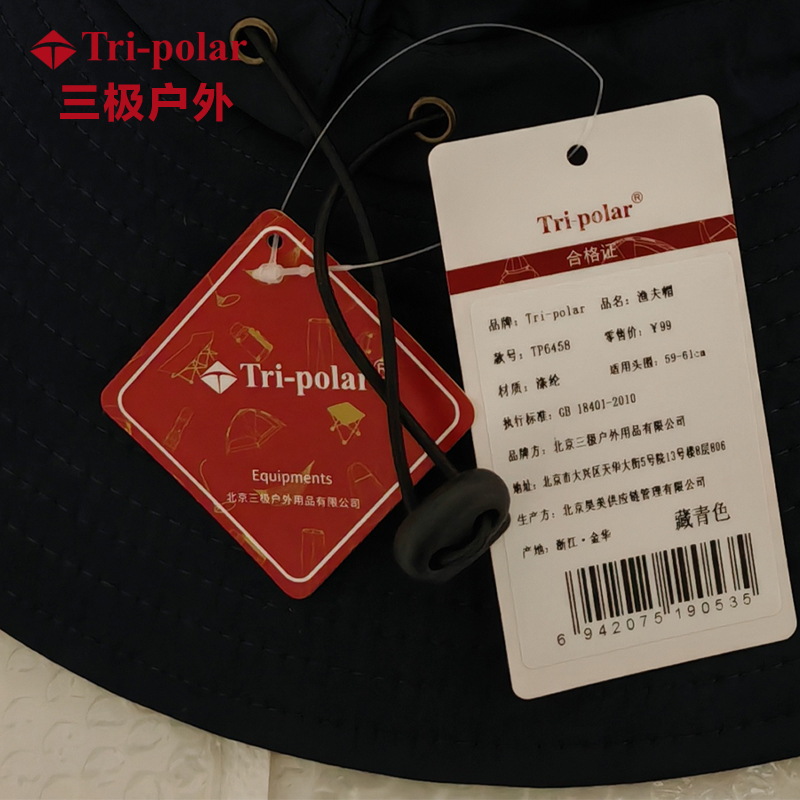 Tri-polar
三极户外
Tri-polar®
合格证
品牌：Tri-polar 品名：渔夫帽
款号：TP6458 零售价：￥99
材质：涤纶 适用头围：59-61cm
执行标准：GB 18401-2010
品牌方：北京三极户外用品有限公司
地址：北京市大兴区天华大街5号院13号楼8层806
生产方：北京昊美供应链管理有限公司
产地：浙江·金华 藏青色
6 942075 190535
Tri-polar®
Equipments
北京三极户外用品有限公司